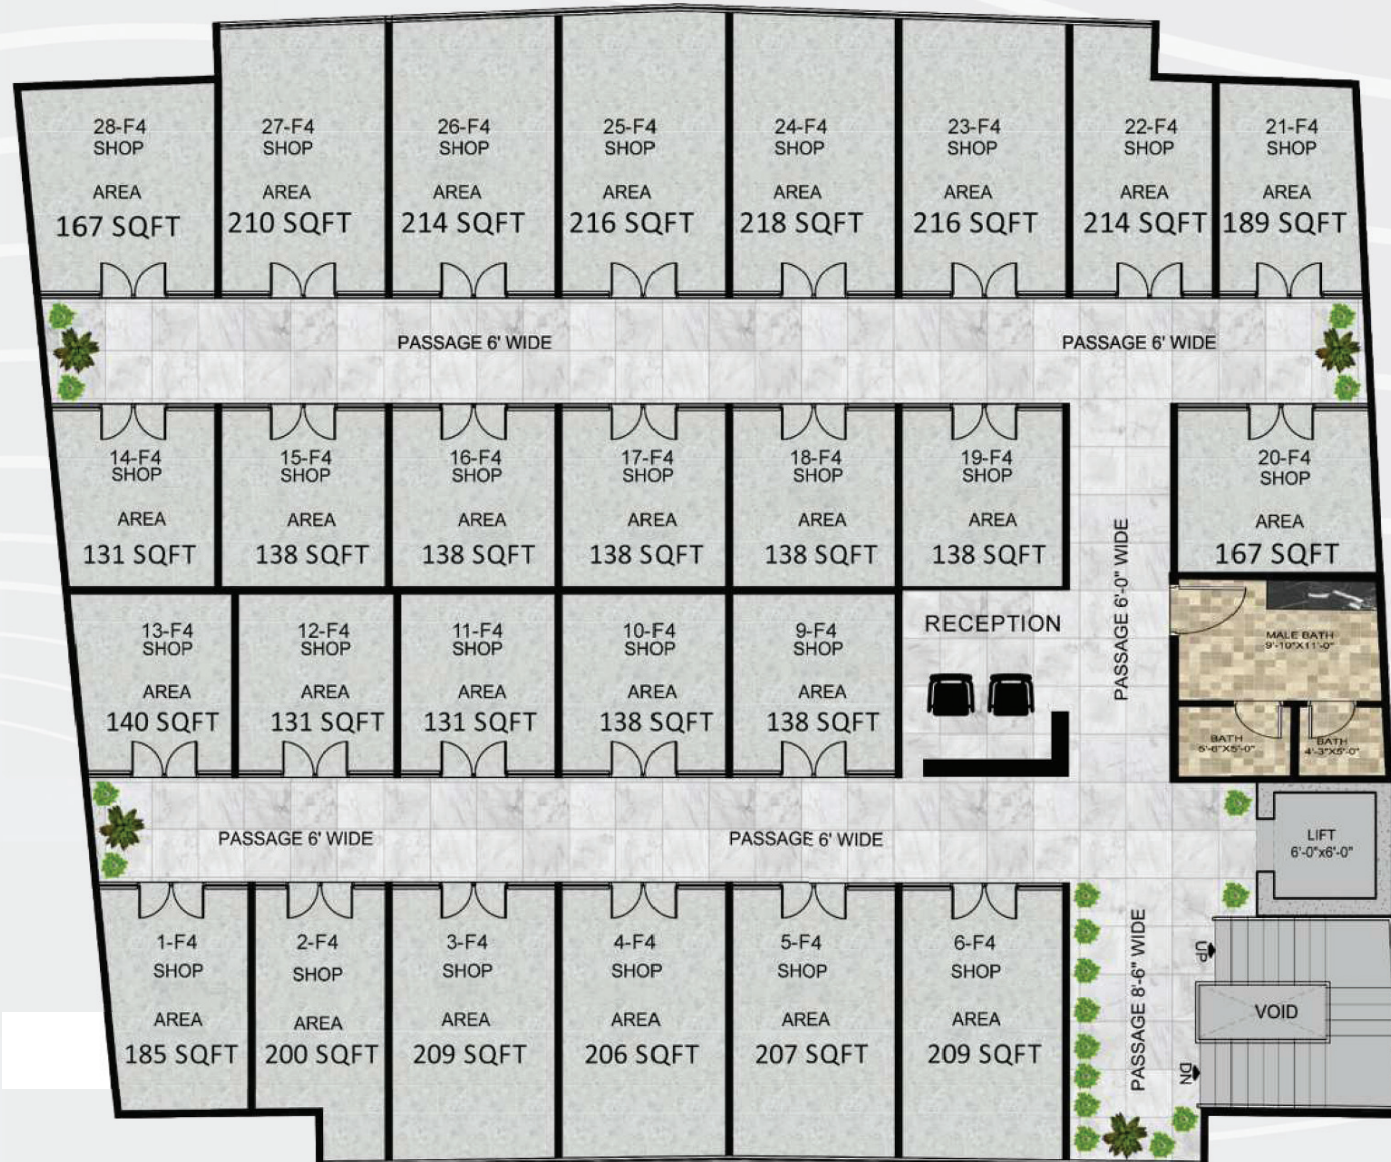 28-F4
SHOP
AREA
167 SQFT
27-F4
SHOP
AREA
210 SQFT
26-F4
SHOP
AREA
214 SQFT
25-F4
SHOP
AREA
216 SQFT
24-F4
SHOP
AREA
218 SQFT
23-F4
SHOP
AREA
216 SQFT
22-F4
SHOP
AREA
214 SQFT
21-F4
SHOP
AREA
189 SQFT
PASSAGE 6' WIDE
PASSAGE 6' WIDE
14-F4
SHOP
AREA
131 SQFT
15-F4
SHOP
AREA
138 SQFT
16-F4
SHOP
AREA
138 SQFT
17-F4
SHOP
AREA
138 SQFT
18-F4
SHOP
AREA
138 SQFT
19-F4
SHOP
AREA
138 SQFT
PASSAGE 6'-0" WIDE
20-F4
SHOP
AREA
167 SQFT
13-F4
SHOP
AREA
140 SQFT
12-F4
SHOP
AREA
131 SQFT
11-F4
SHOP
AREA
131 SQFT
10-F4
SHOP
AREA
138 SQFT
9-F4
SHOP
AREA
138 SQFT
RECEPTION
MALE BATH
9'-10"X11'-0"
BATH
5'-6"X5'-0"
BATH
4'-3"X5'-0"
PASSAGE 6' WIDE
PASSAGE 6' WIDE
LIFT
6'-0"x6'-0"
1-F4
SHOP
AREA
185 SQFT
2-F4
SHOP
AREA
200 SQFT
3-F4
SHOP
AREA
209 SQFT
4-F4
SHOP
AREA
206 SQFT
5-F4
SHOP
AREA
207 SQFT
6-F4
SHOP
AREA
209 SQFT
PASSAGE 8'-6" WIDE
UP
VOID
DN